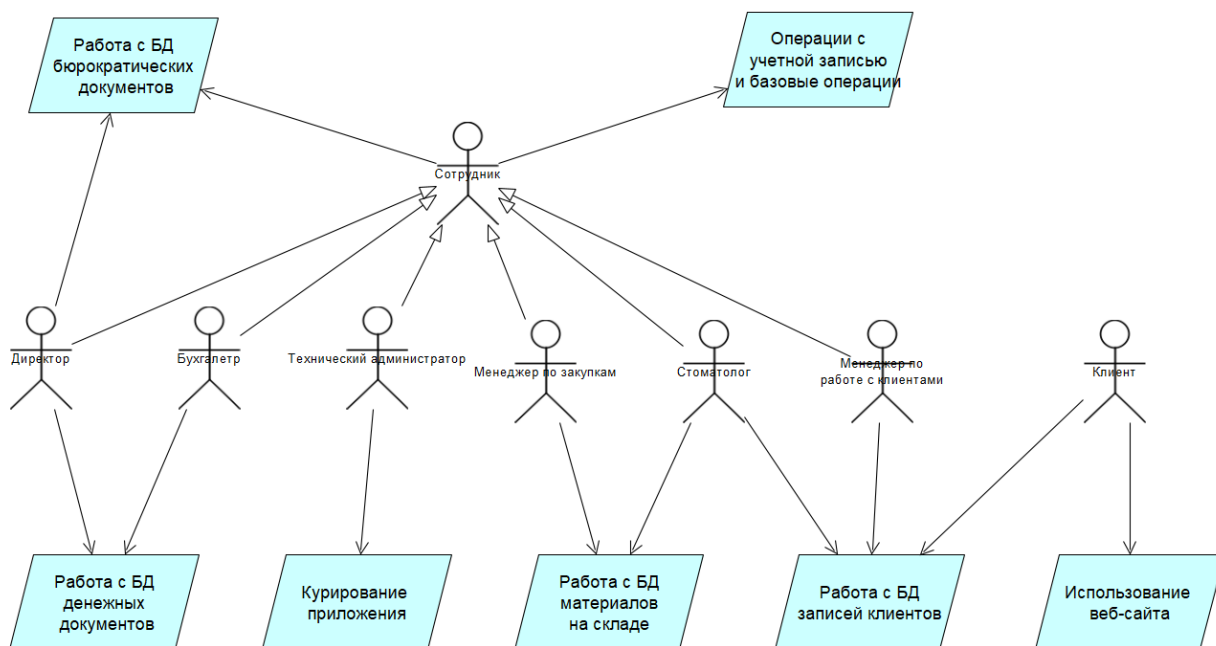 Работа с БД
бюрократических
документов
Операции с
учетной записью
и базовые операции
Сотрудник
Директор
Бухгалетр
Технический администратор
Менеджер по закупкам
Стоматолог
Менеджер по
работе с клиентами
Клиент
Работа с БД
денежных
документов
Курирование
приложения
Работа с БД
материалов
на складе
Работа с БД
записей клиентов
Использование
веб-сайта